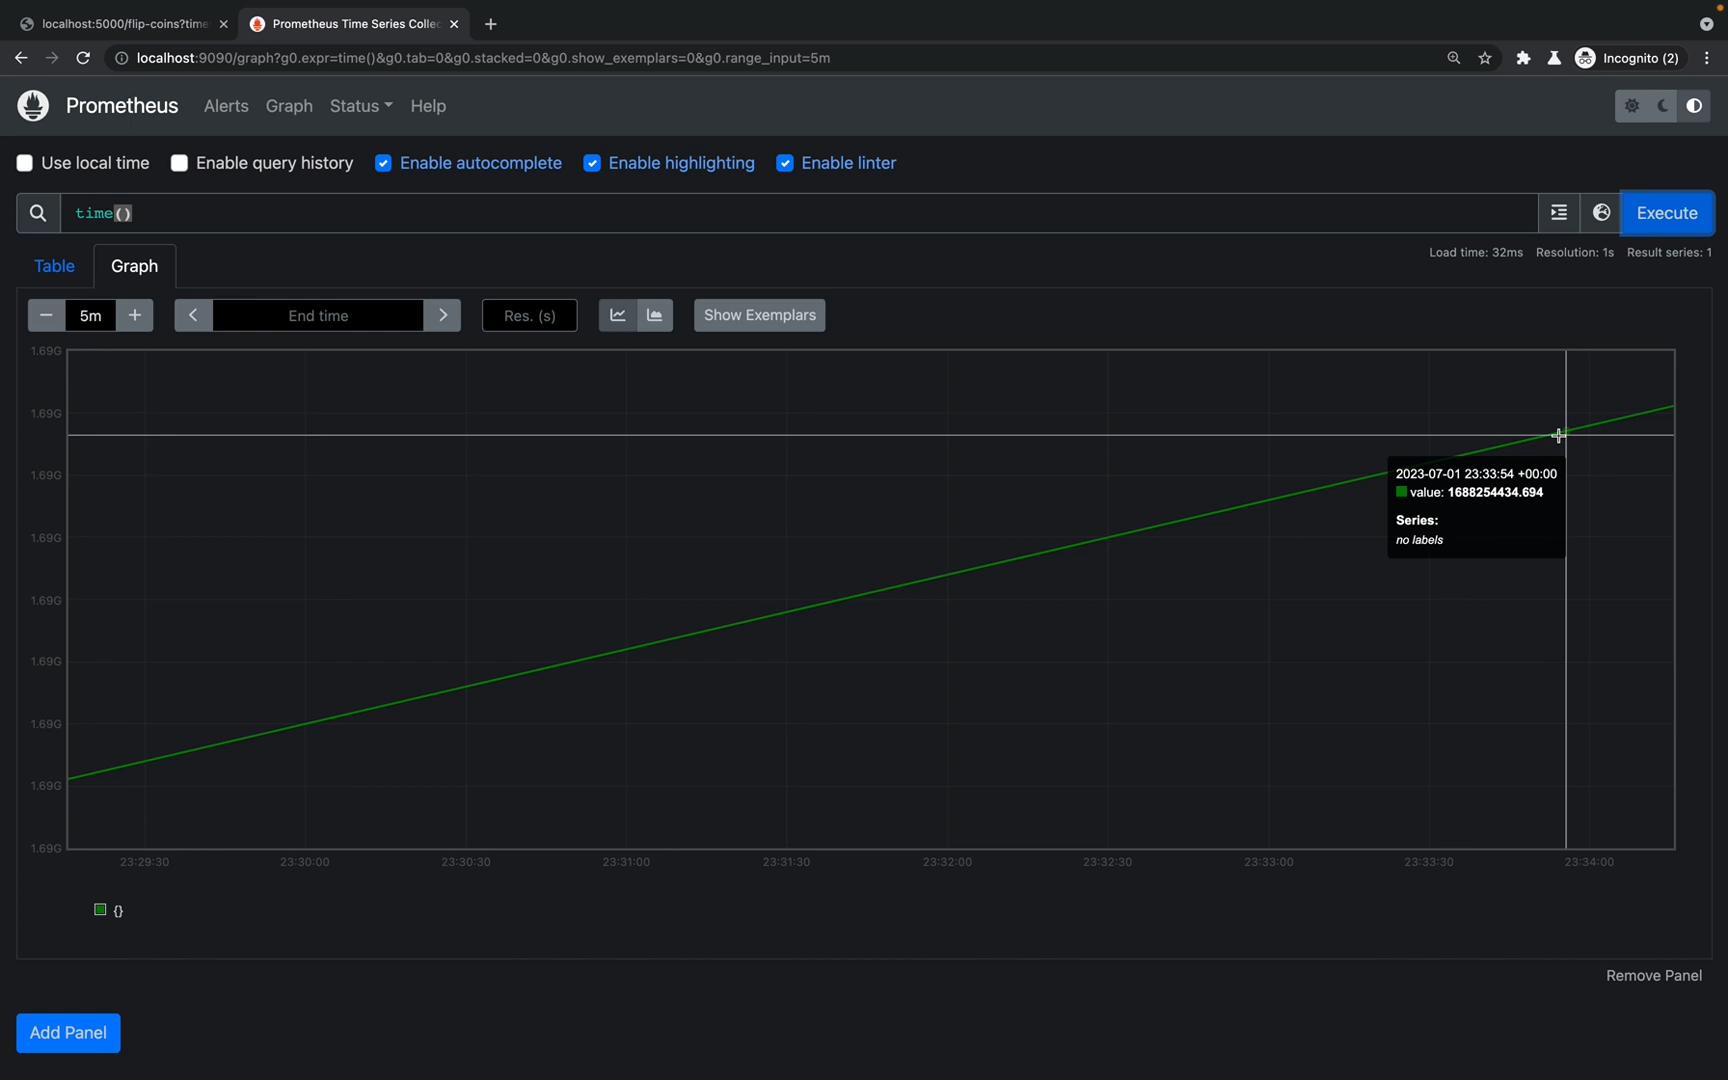 localhost:5000/flip-coins?time
Prometheus Time Series Collec
localhost:9090/graph?g0.expr=time()&g0.tab=0&g0.stacked=0&g0.show_exemplars=0&g0.range_input=5m
Incognito (2)
Prometheus
Alerts
Graph
Status
Help
Use local time
Enable query history
Enable autocomplete
Enable highlighting
Enable linter
time()
Execute
Table
Graph
Load time: 32ms Resolution: 1s Result series: 1
5m
End time
Res. (s)
Show Exemplars
1.69G
1.69G
1.69G
1.69G
1.69G
1.69G
1.69G
1.69G
1.69G
2023-07-01 23:33:54 +00:00
value: 1688254434.694
Series:
no labels
23:29:30
23:30:00
23:30:30
23:31:00
23:31:30
23:32:00
23:32:30
23:33:00
23:33:30
23:34:00
{}
Remove Panel
Add Panel